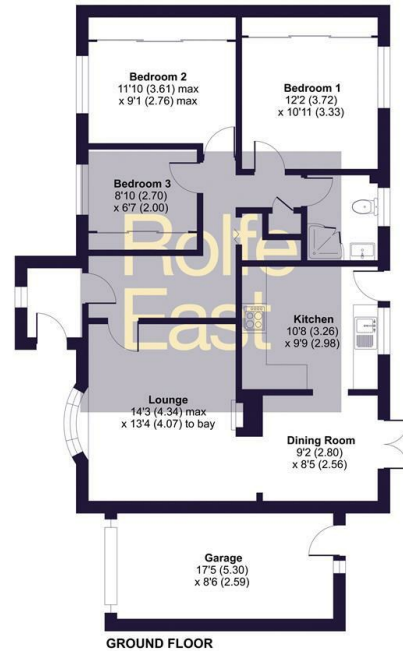 Bedroom 2
11'10 (3.61) max
x 9'1 (2.76) max
Bedroom 1
12'2 (3.72)
x 10'11 (3.33)
Bedroom 3
8'10 (2.70)
x 6'7 (2.00)
Rolfe
East
Kitchen
10'8 (3.26)
x 9'9 (2.98)
Lounge
14'3 (4.34) max
x 13'4 (4.07) to bay
Dining Room
9'2 (2.80)
x 8'5 (2.56)
Garage
17'5 (5.30)
x 8'6 (2.59)
GROUND FLOOR